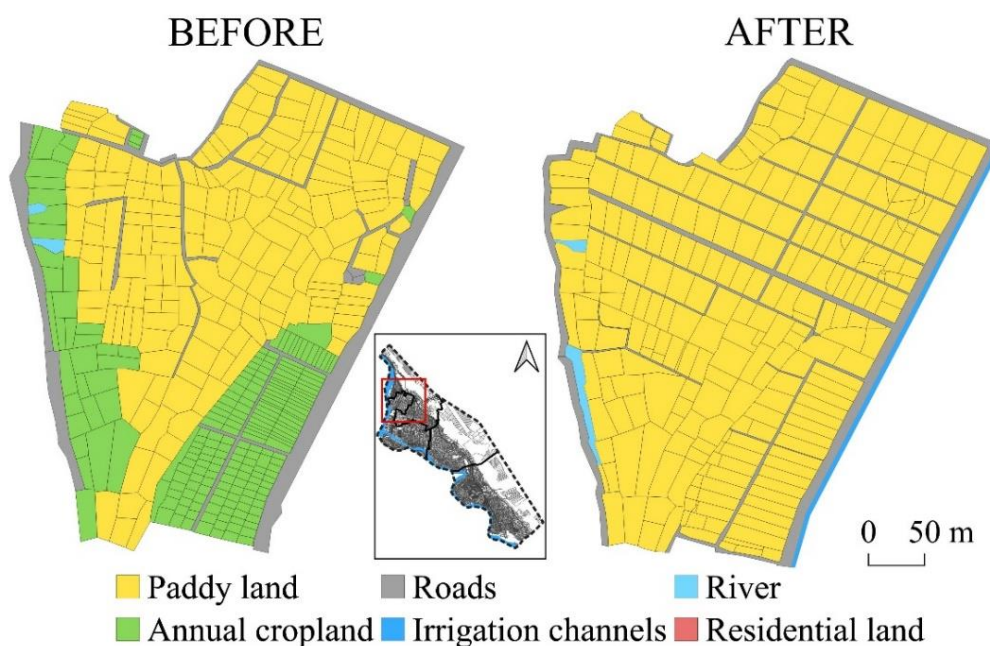 BEFORE AFTER
0 50 m
Paddy land Roads River
Annual cropland Irrigation channels Residential land